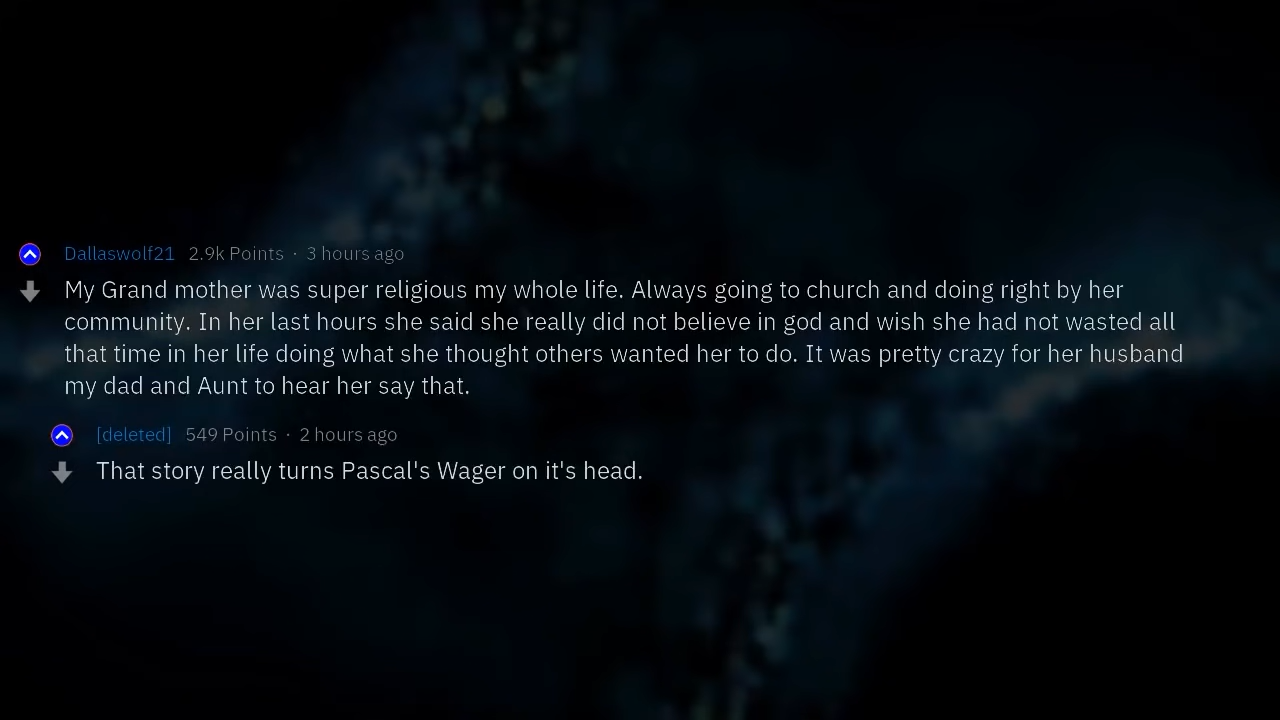 Dallaswolf21 2.9k Points · 3 hours ago
My Grand mother was super religious my whole life. Always going to church and doing right by her
community. In her last hours she said she really did not believe in god and wish she had not wasted all
that time in her life doing what she thought others wanted her to do. It was pretty crazy for her husband
my dad and Aunt to hear her say that.
[deleted] 549 Points · 2 hours ago
That story really turns Pascal's Wager on it's head.